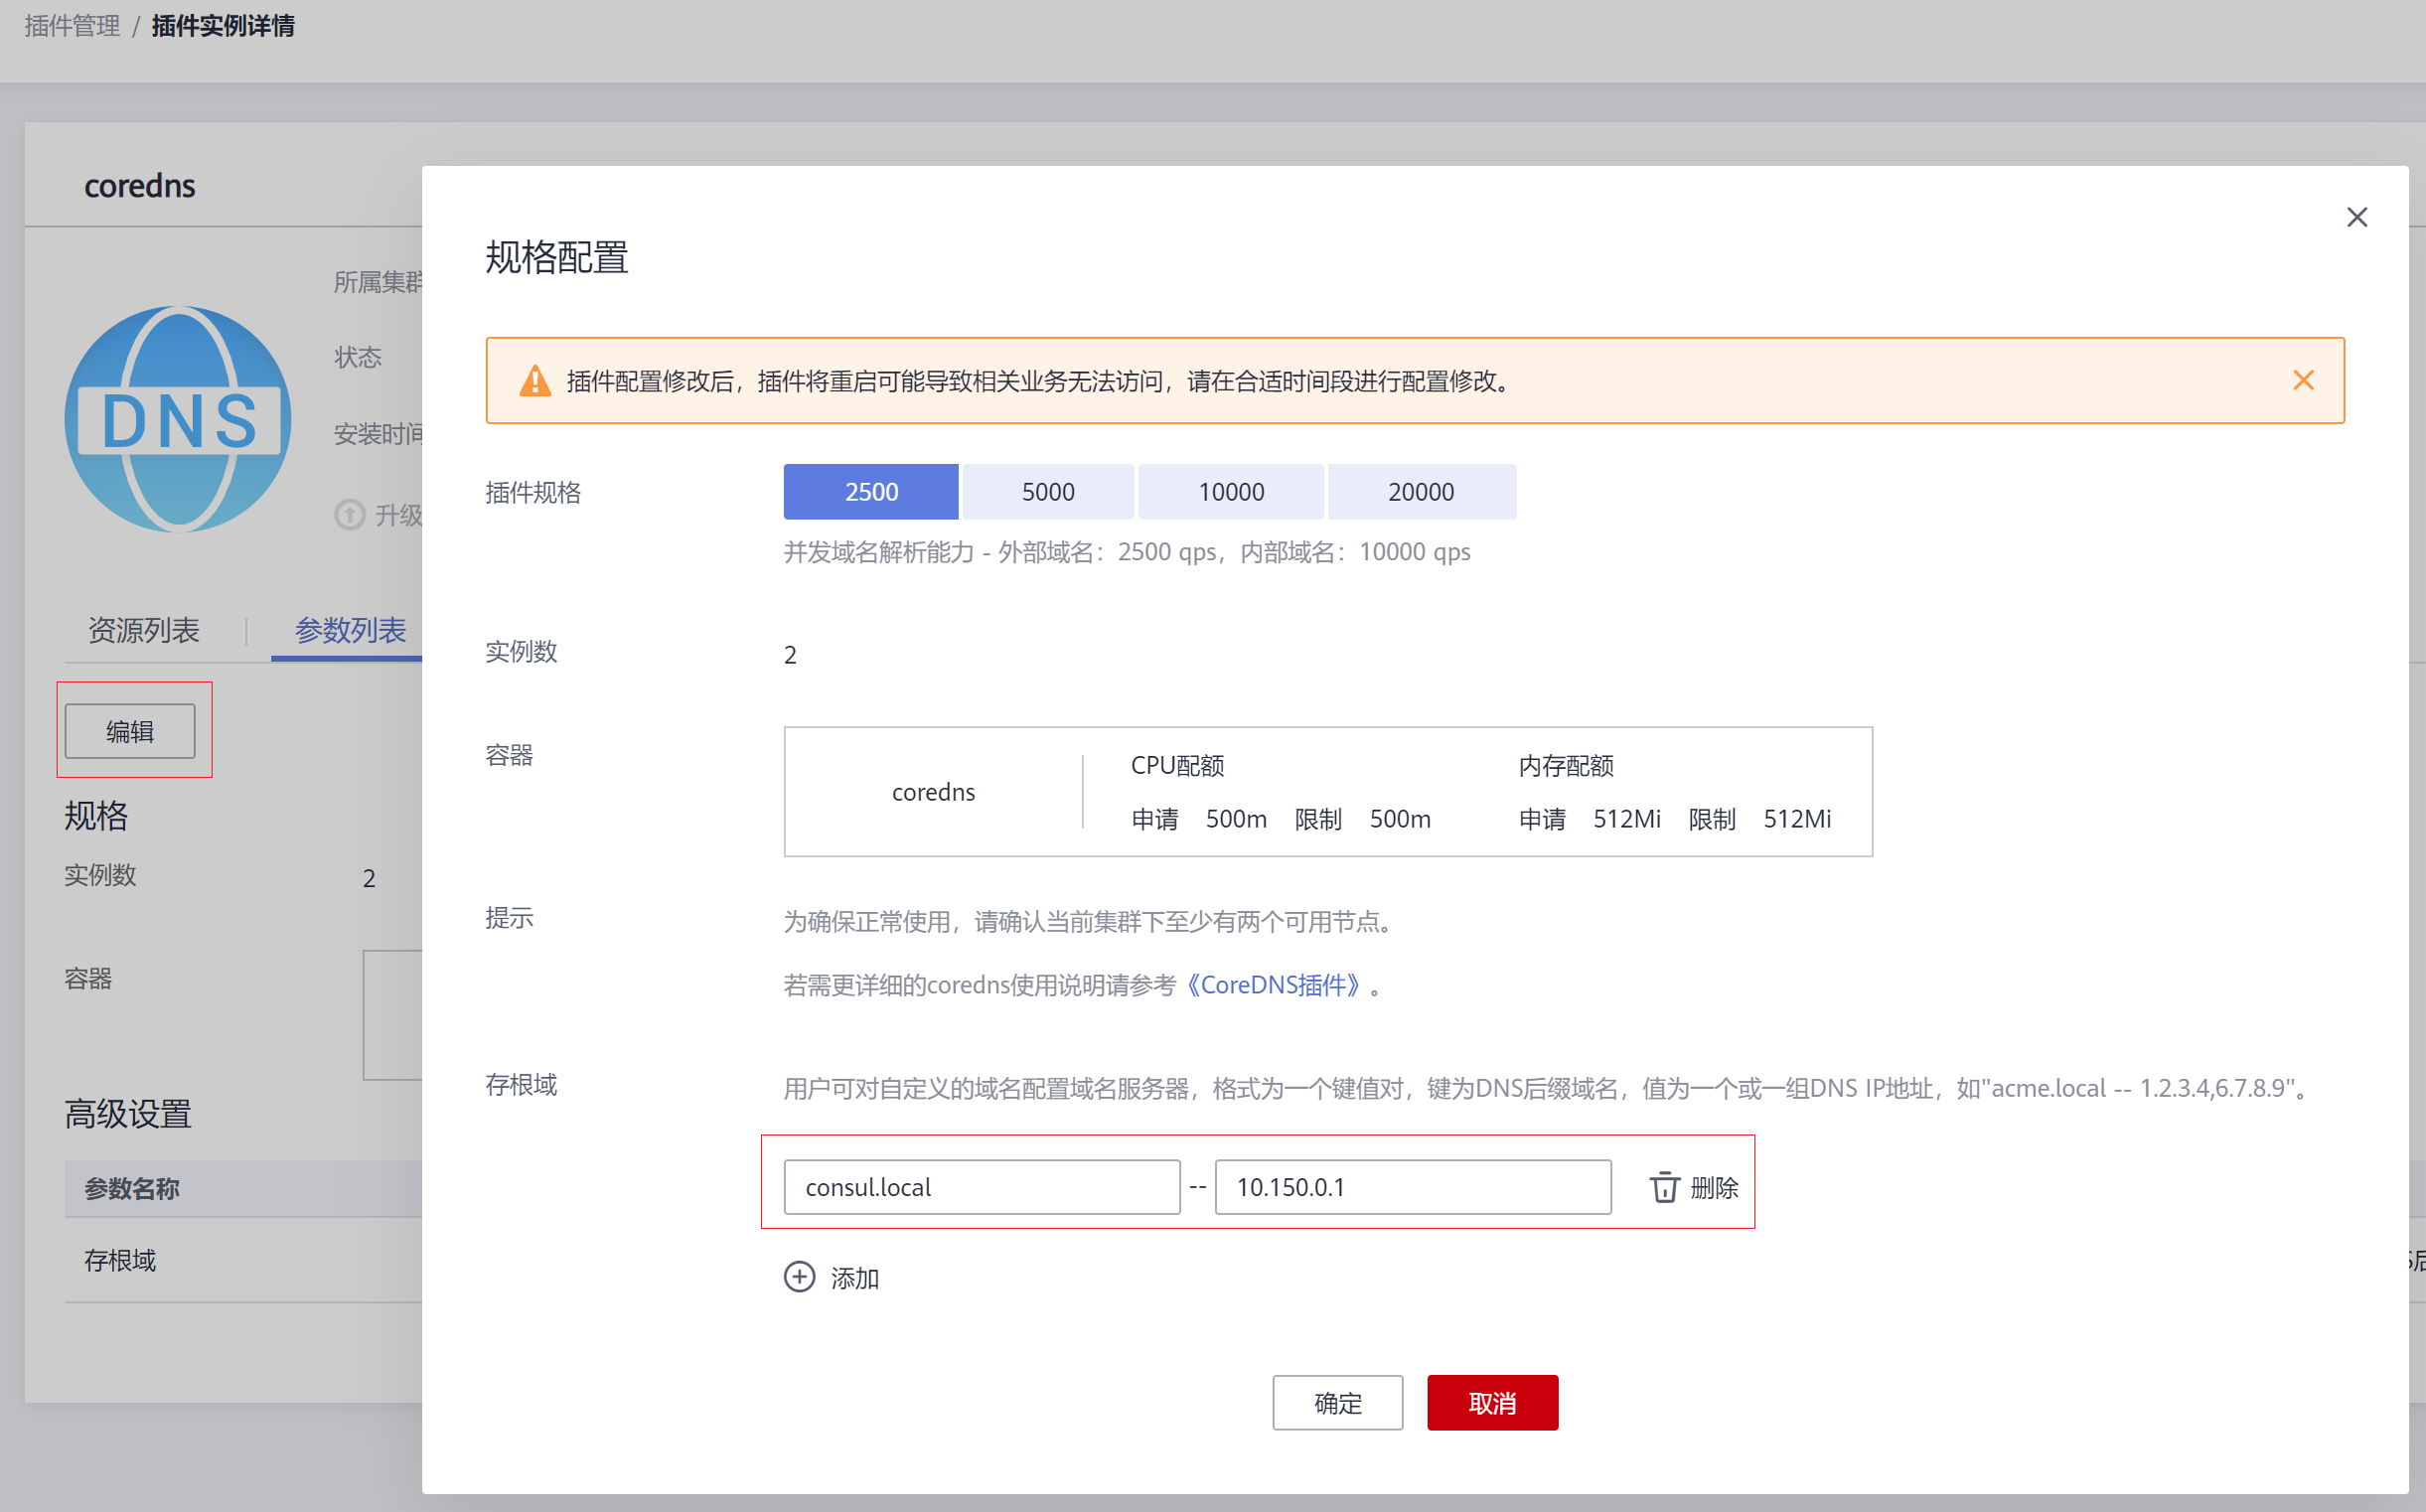 插件管理 / 插件实例详情
coredns
所属集群
状态
安装时间
升级
DNS
资源列表
参数列表
编辑
规格
实例数 2
容器
高级设置
参数名称
存根域
规格配置
插件配置修改后，插件将重启可能导致相关业务无法访问，请在合适时间段进行配置修改。
插件规格 2500 5000 10000 20000
并发域名解析能力 - 外部域名：2500 qps，内部域名：10000 qps
实例数 2
容器
coredns
CPU配额 内存配额
申请 500m 限制 500m 申请 512Mi 限制 512Mi
提示 为确保正常使用，请确认当前集群下至少有两个可用节点。
若需更详细的coredns使用说明请参考《CoreDNS插件》。
存根域 用户可对自定义的域名配置域名服务器，格式为一个键值对，键为DNS后缀域名，值为一个或一组DNS IP地址，如"acme.local -- 1.2.3.4,6.7.8.9"。
consul.local -- 10.150.0.1 删除
添加
确定 取消